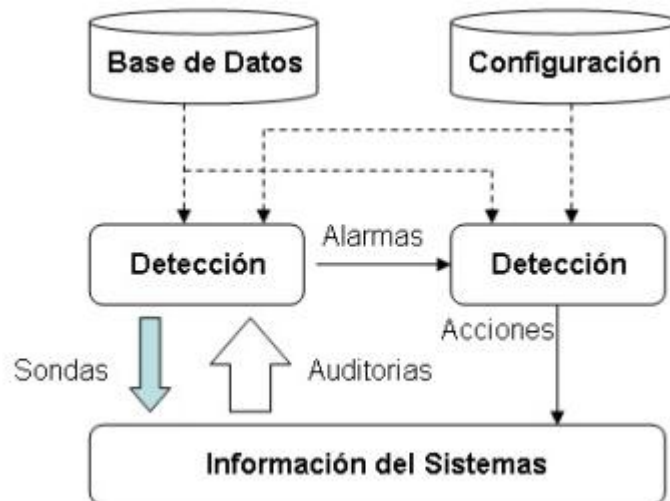 Base de Datos
Configuración
Detección
Alarmas
Detección
Sondas
Auditorias
Acciones
Información del Sistemas